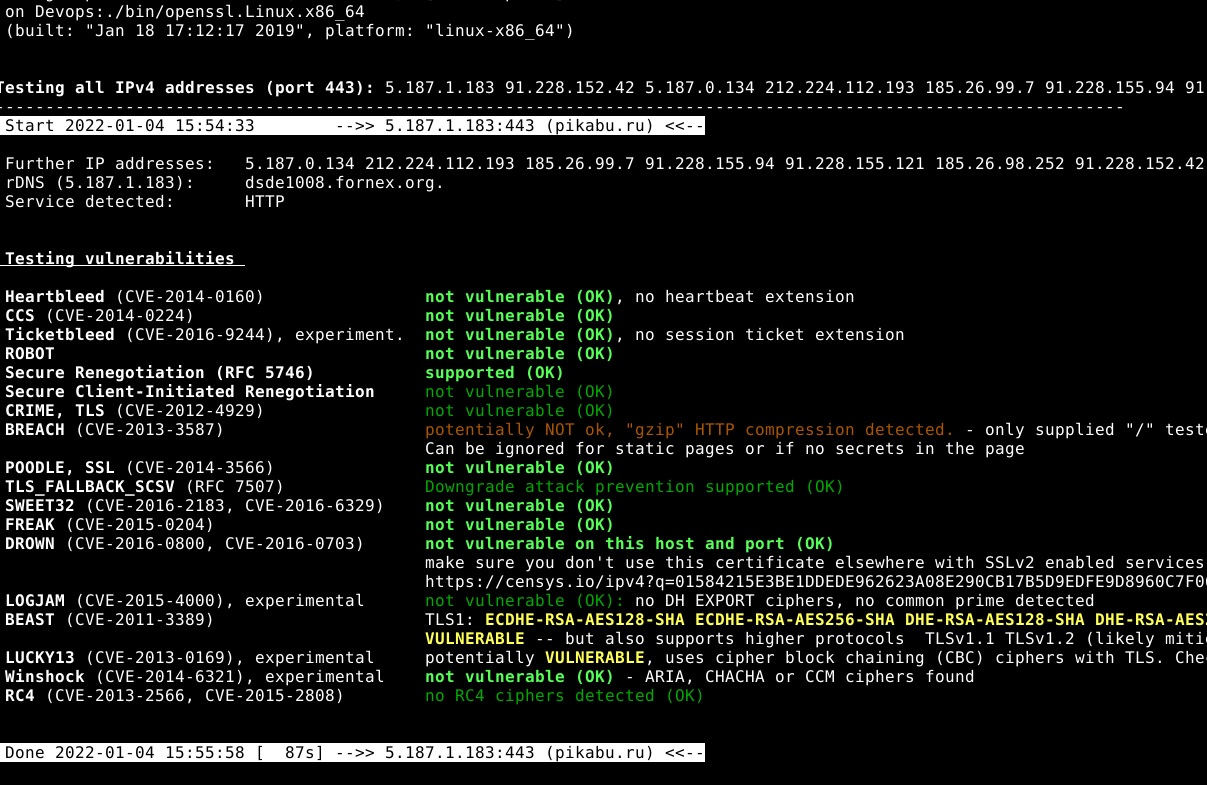 on Devops:./bin/openssl.Linux.x86_64
(built: "Jan 18 17:12:17 2019", platform: "linux-x86_64")
Testing all IPv4 addresses (port 443): 5.187.1.183 91.228.152.42 5.187.0.134 212.224.112.193 185.26.99.7 91.228.155.94 91
--------------------------------------------------------------------------------------------------------------------
Start 2022-01-04 15:54:33        -->> 5.187.1.183:443 (pikabu.ru) <<--
Further IP addresses:   5.187.0.134 212.224.112.193 185.26.99.7 91.228.155.94 91.228.155.121 185.26.98.252 91.228.152.42
rDNS (5.187.1.183):     dsde1008.fornex.org.
Service detected:       HTTP
Testing vulnerabilities
Heartbleed (CVE-2014-0160)                not vulnerable (OK), no heartbeat extension
CCS (CVE-2014-0224)                       not vulnerable (OK)
Ticketbleed (CVE-2016-9244), experiment.  not vulnerable (OK), no session ticket extension
ROBOT                                     not vulnerable (OK)
Secure Renegotiation (RFC 5746)           supported (OK)
Secure Client-Initiated Renegotiation     not vulnerable (OK)
CRIME, TLS (CVE-2012-4929)                not vulnerable (OK)
BREACH (CVE-2013-3587)                    potentially NOT ok, "gzip" HTTP compression detected. - only supplied "/" teste
Can be ignored for static pages or if no secrets in the page
POODLE, SSL (CVE-2014-3566)               not vulnerable (OK)
TLS_FALLBACK_SCSV (RFC 7507)              Downgrade attack prevention supported (OK)
SWEET32 (CVE-2016-2183, CVE-2016-6329)    not vulnerable (OK)
FREAK (CVE-2015-0204)                     not vulnerable (OK)
DROWN (CVE-2016-0800, CVE-2016-0703)      not vulnerable on this host and port (OK)
make sure you don't use this certificate elsewhere with SSLv2 enabled services
https://censys.io/ipv4?q=01584215E3BE1DDEDE962623A08E290CB17B5D9EDFE9D8960C7F0
LOGJAM (CVE-2015-4000), experimental      not vulnerable (OK): no DH EXPORT ciphers, no common prime detected
BEAST (CVE-2011-3389)                     TLS1: ECDHE-RSA-AES128-SHA ECDHE-RSA-AES256-SHA DHE-RSA-AES128-SHA DHE-RSA-AES2
VULNERABLE -- but also supports higher protocols  TLSv1.1 TLSv1.2 (likely miti
LUCKY13 (CVE-2013-0169), experimental     potentially VULNERABLE, uses cipher block chaining (CBC) ciphers with TLS. Che
Winshock (CVE-2014-6321), experimental    not vulnerable (OK) - ARIA, CHACHA or CCM ciphers found
RC4 (CVE-2013-2566, CVE-2015-2808)        no RC4 ciphers detected (OK)
Done 2022-01-04 15:55:58 [  87s] -->> 5.187.1.183:443 (pikabu.ru) <<--